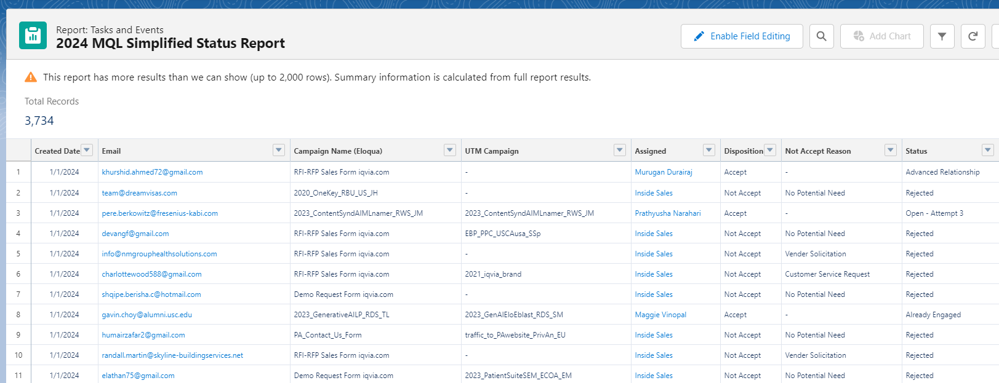 Report: Tasks and Events
2024 MQL Simplified Status Report
Enable Field Editing
Add Chart
This report has more results than we can show (up to 2,000 rows). Summary information is calculated from full report results.
Total Records
3,734
Created Date Email Campaign Name (Eloqua) UTM Campaign Assigned Disposition Not Accept Reason Status
1 1/1/2024 khurshid.ahmed72@gmail.com RFI-RFP Sales Form iqvia.com - Murugan Durairaj Accept - Advanced Relationship
2 1/1/2024 team@dreamvisas.com 2020_OneKey_RBU_US_JH - Inside Sales Not Accept No Potential Need Rejected
3 1/1/2024 pere.berkowitz@fresenius-kabi.com 2023_ContentSyndAIMLnamer_RWS_JM 2023_ContentSyndAIMLnamer_RWS_JM Prathyusha Narahari Accept - Open - Attempt 3
4 1/1/2024 devangf@gmail.com RFI-RFP Sales Form iqvia.com EBP_PPC_USCAusa_SSp Inside Sales Not Accept No Potential Need Rejected
5 1/1/2024 info@nmgrouphealthsolutions.com RFI-RFP Sales Form iqvia.com - Inside Sales Not Accept Vender Solicitation Rejected
6 1/1/2024 charlottewood588@gmail.com RFI-RFP Sales Form iqvia.com 2021_iqvia_brand Inside Sales Not Accept Customer Service Request Rejected
7 1/1/2024 shqipe.berisha.c@hotmail.com Demo Request Form iqvia.com - Inside Sales Not Accept No Potential Need Rejected
8 1/1/2024 gavin.choy@alumni.usc.edu 2023_GenerativeAILP_RDS_TL 2023_GenAIEloEblast_RDS_SM Maggie Vinopal Accept - Already Engaged
9 1/1/2024 humairzafar2@gmail.com PA_Contact_Us_Form traffic_to_PAwebsite_PrivAn_EU Inside Sales Not Accept No Potential Need Rejected
10 1/1/2024 randall.martin@skyline-buildingservices.net RFI-RFP Sales Form iqvia.com - Inside Sales Not Accept Vender Solicitation Rejected
11 1/1/2024 elathan75@gmail.com Demo Request Form iqvia.com 2023_PatientSuiteSEM_ECOA_EM Inside Sales Not Accept No Potential Need Rejected